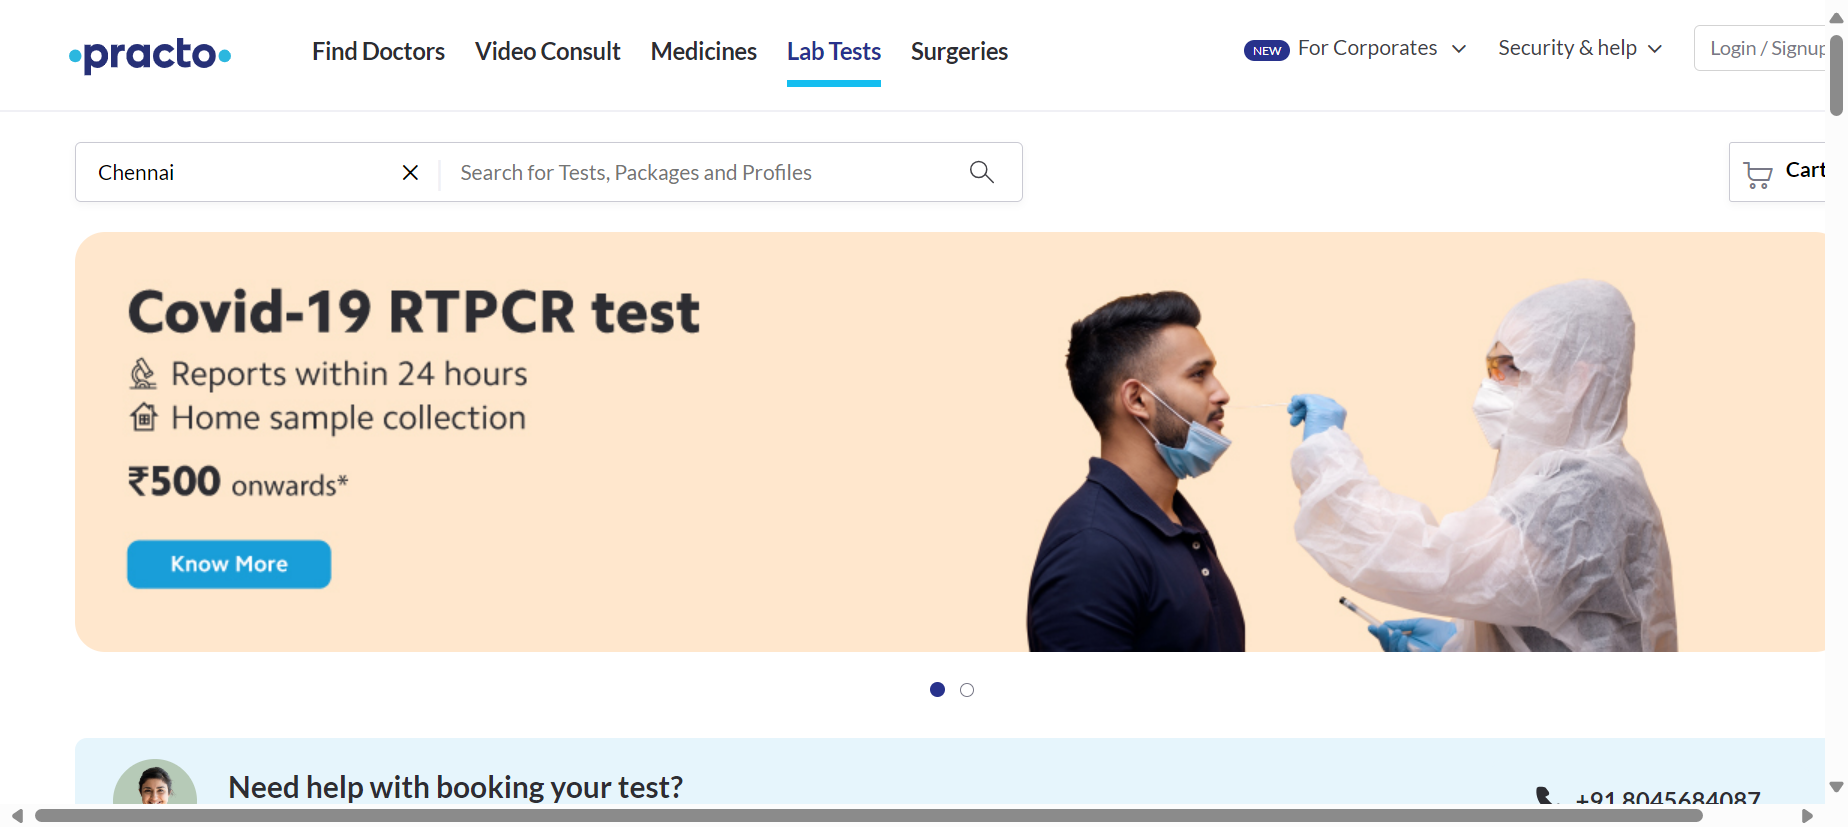 practo
Find Doctors
Video Consult
Medicines
Lab Tests
Surgeries
NEW For Corporates
Security & help
Login / Signup
Chennai
Search for Tests, Packages and Profiles
Cart
Covid-19 RTPCR test
Reports within 24 hours
Home sample collection
₹500 onwards*
Know More
Need help with booking your test?
+91 8045684087